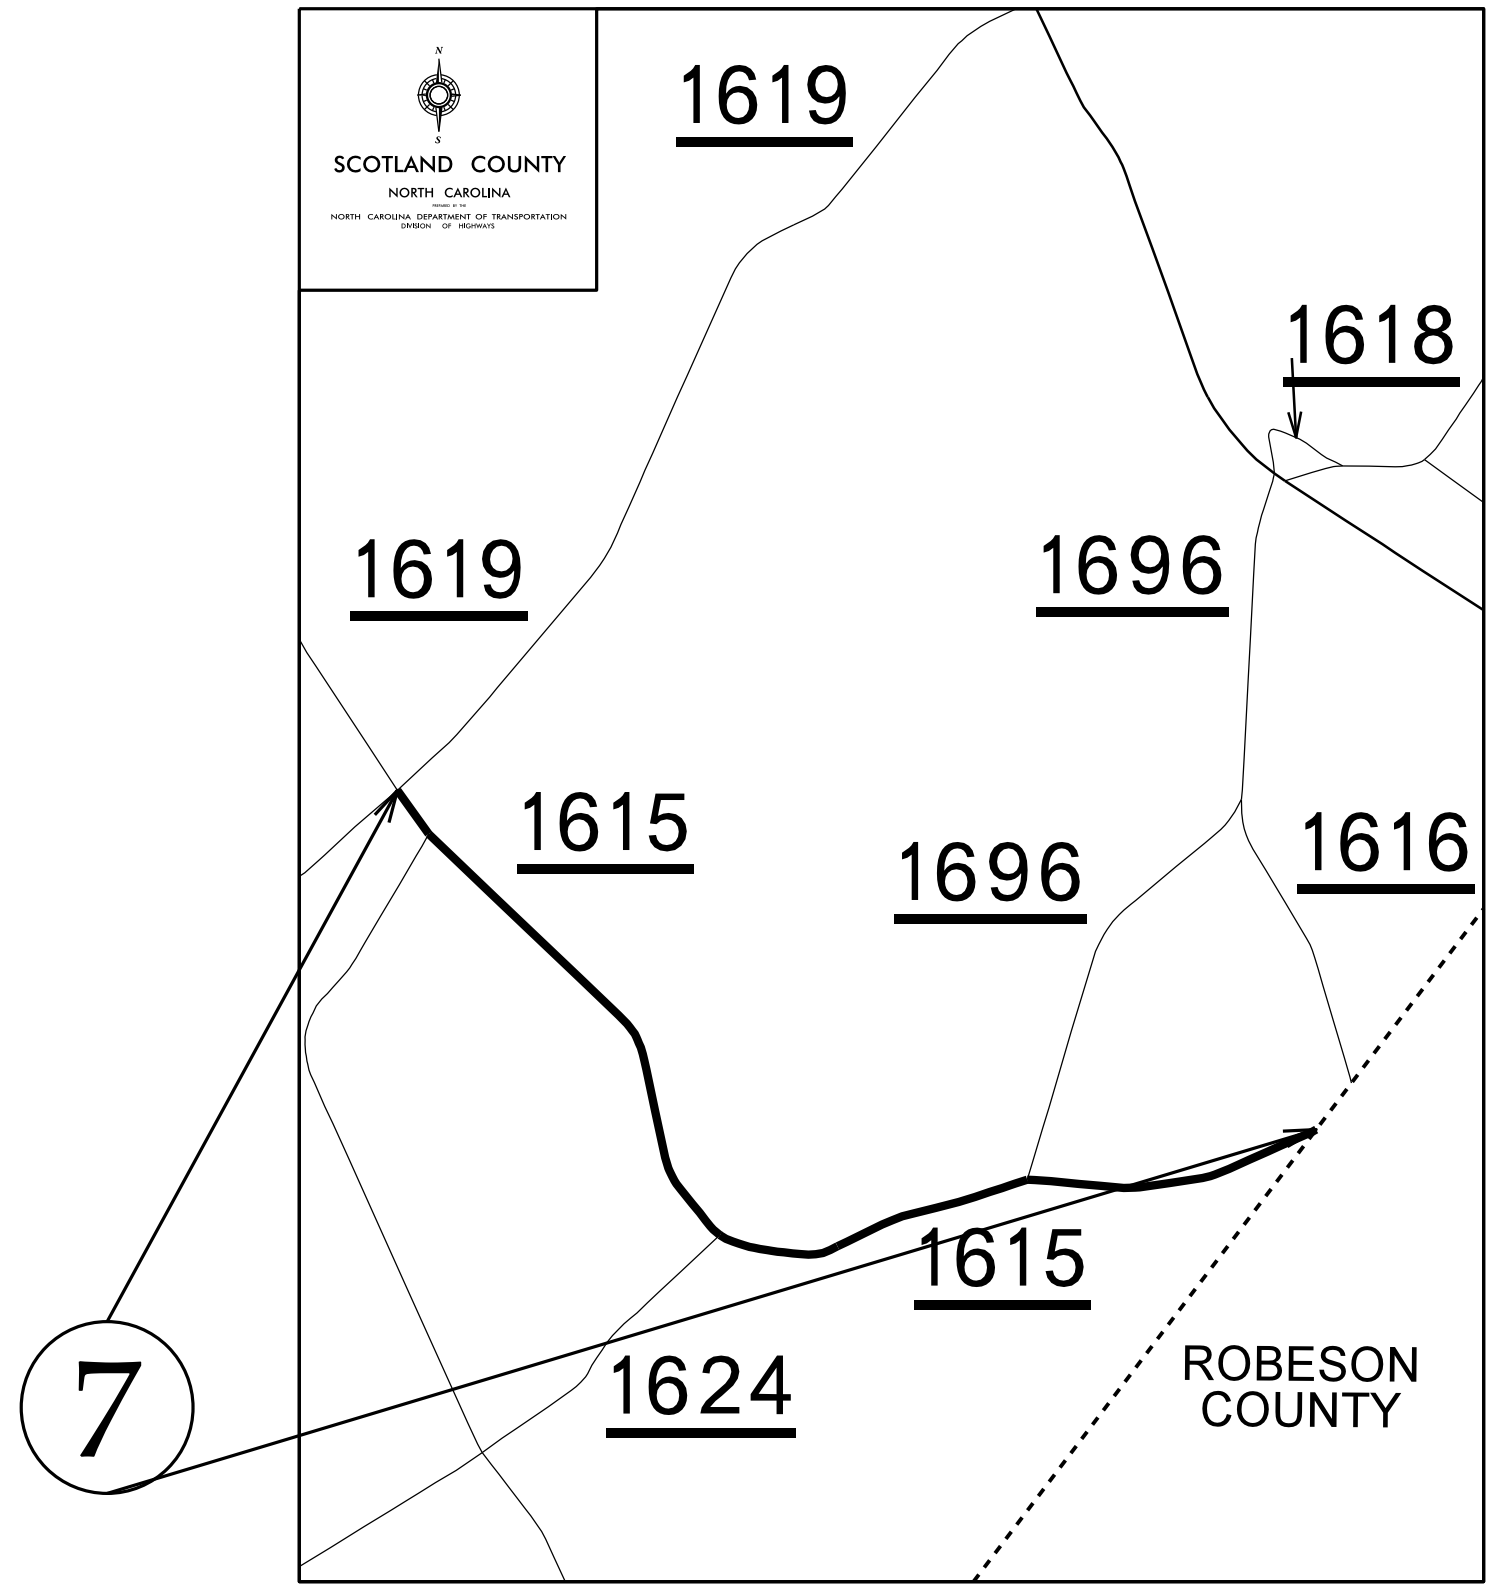 N
S
SCOTLAND COUNTY
NORTH CAROLINA
PREPARED BY THE
NORTH CAROLINA DEPARTMENT OF TRANSPORTATION
DIVISION OF HIGHWAYS
1619
1618
1619
1696
1615
1696
1616
1615
1624
ROBESON
COUNTY
7